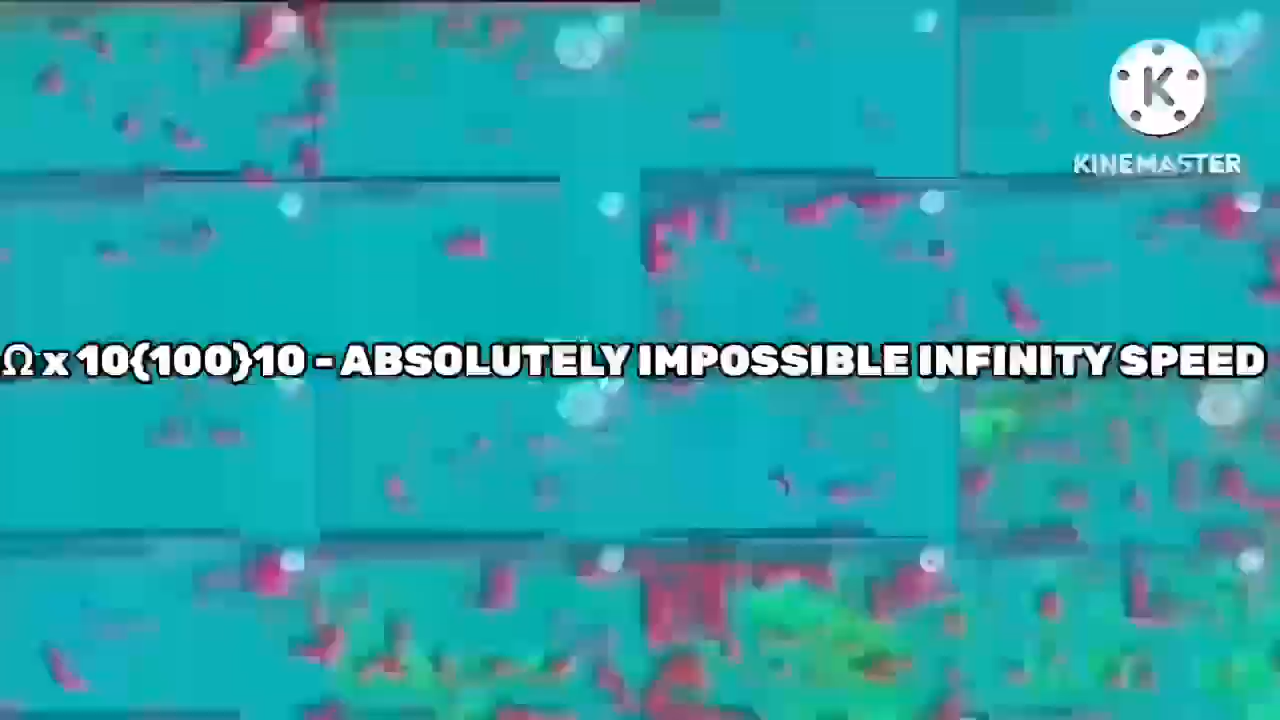 K
KINEMASTER
Ω x 10{100}10 - ABSOLUTELY IMPOSSIBLE INFINITY SPEED